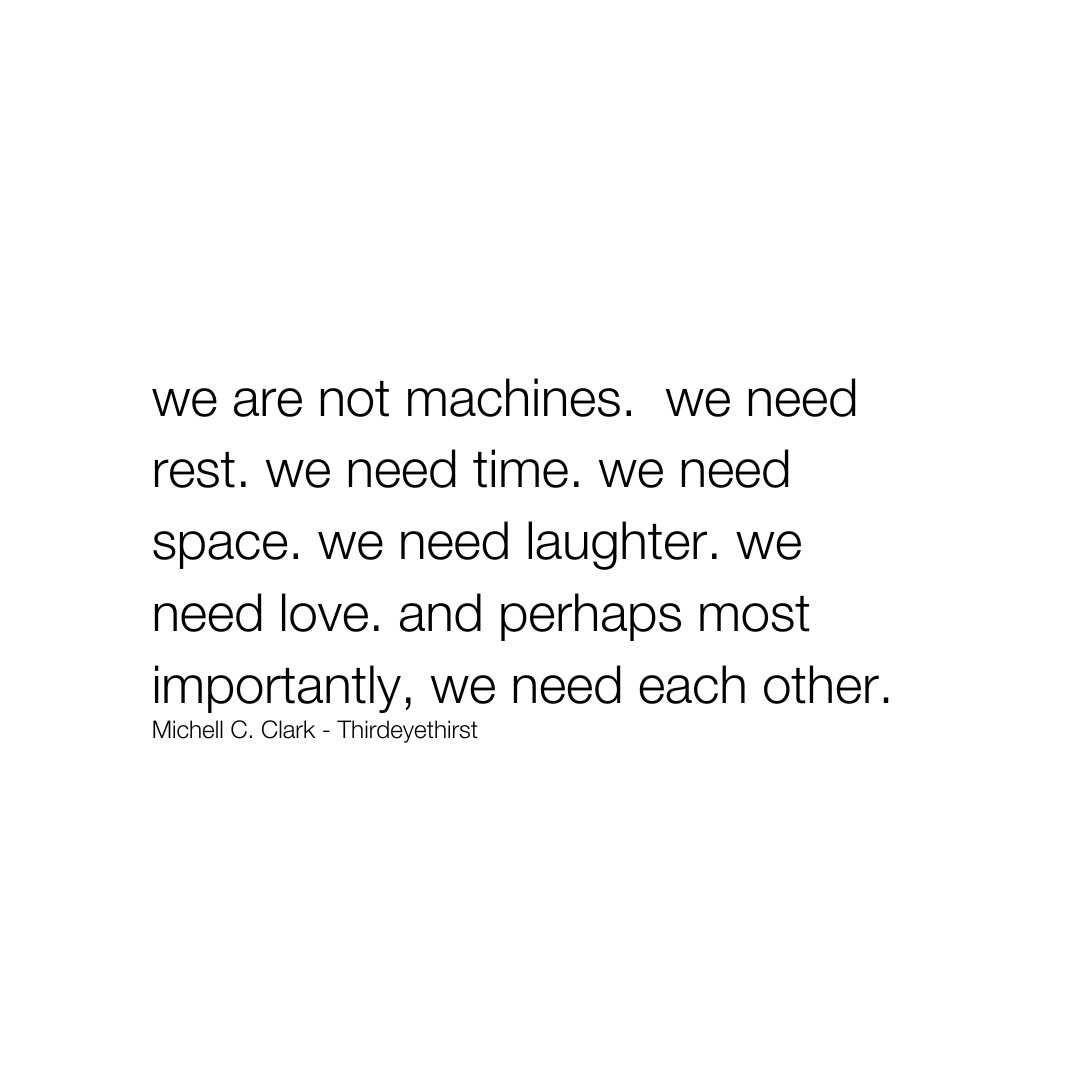 we are not machines.  we need
rest. we need time. we need
space. we need laughter. we
need love. and perhaps most
importantly, we need each other.
Michell C. Clark - Thirdeyethirst